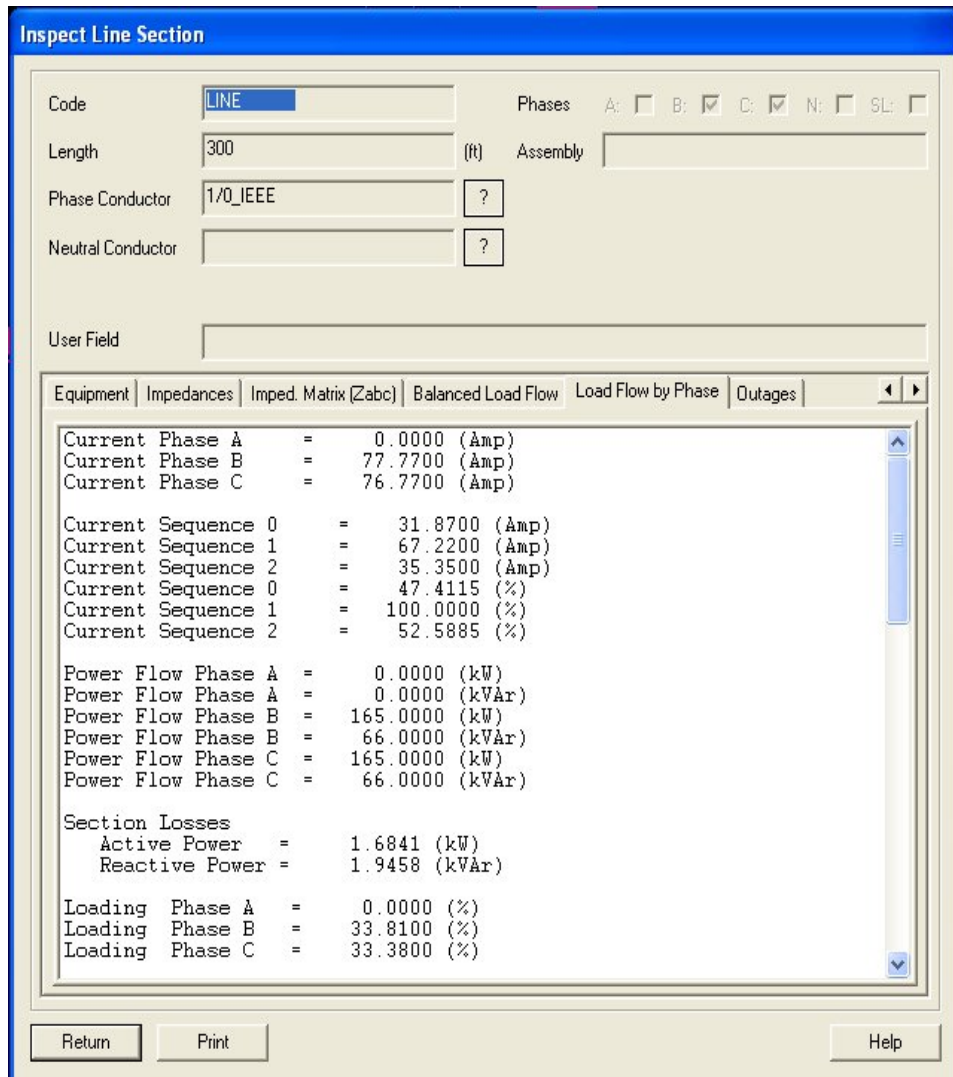 Inspect Line Section
Code LINE Phases A: B: C: N: SL:
Length 300 (ft) Assembly
Phase Conductor 1/0_IEEE ?
Neutral Conductor ?
User Field
Equipment Impedances Imped. Matrix (Zabc) Balanced Load Flow Load Flow by Phase Outages
Current Phase A = 0.0000 (Amp)
Current Phase B = 77.7700 (Amp)
Current Phase C = 76.7700 (Amp)
Current Sequence 0 = 31.8700 (Amp)
Current Sequence 1 = 67.2200 (Amp)
Current Sequence 2 = 35.3500 (Amp)
Current Sequence 0 = 47.4115 (%)
Current Sequence 1 = 100.0000 (%)
Current Sequence 2 = 52.5885 (%)
Power Flow Phase A = 0.0000 (kW)
Power Flow Phase A = 0.0000 (kVAr)
Power Flow Phase B = 165.0000 (kW)
Power Flow Phase B = 66.0000 (kVAr)
Power Flow Phase C = 165.0000 (kW)
Power Flow Phase C = 66.0000 (kVAr)
Section Losses
Active Power = 1.6841 (kW)
Reactive Power = 1.9458 (kVAr)
Loading Phase A = 0.0000 (%)
Loading Phase B = 33.8100 (%)
Loading Phase C = 33.3800 (%)
Return Print Help